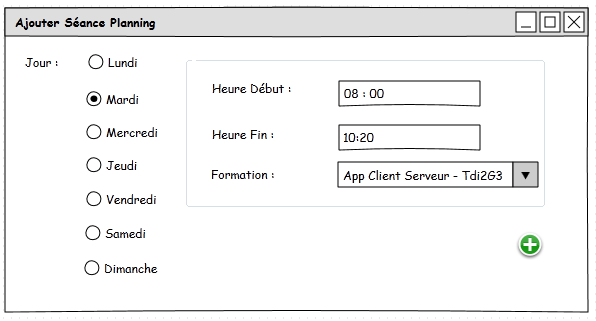 Ajouter Séance Planning
Jour :
Lundi
Mardi
Mercredi
Jeudi
Vendredi
Samedi
Dimanche
Heure Début :
08 : 00
Heure Fin :
10:20
Formation :
App Client Serveur - Tdi2G3